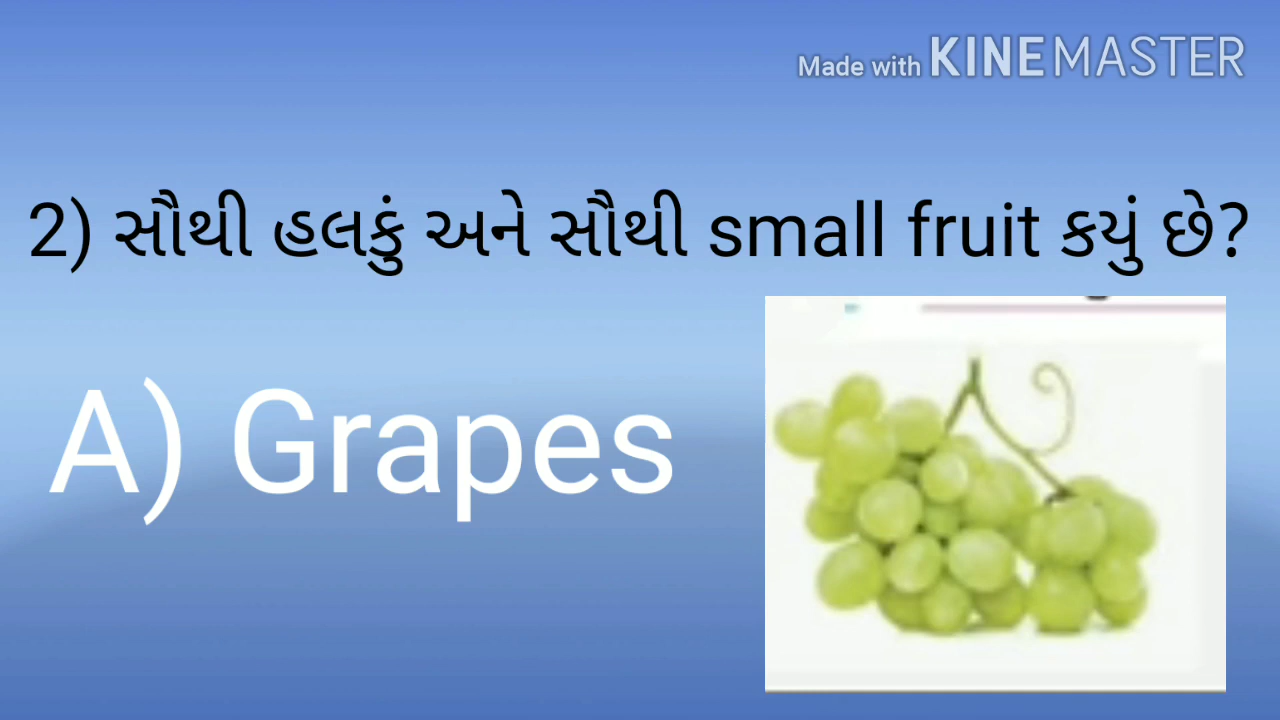 Made with KINEMASTER
2) સૌથી હલકું અને સૌથી small fruit કયું છે?
A) Grapes